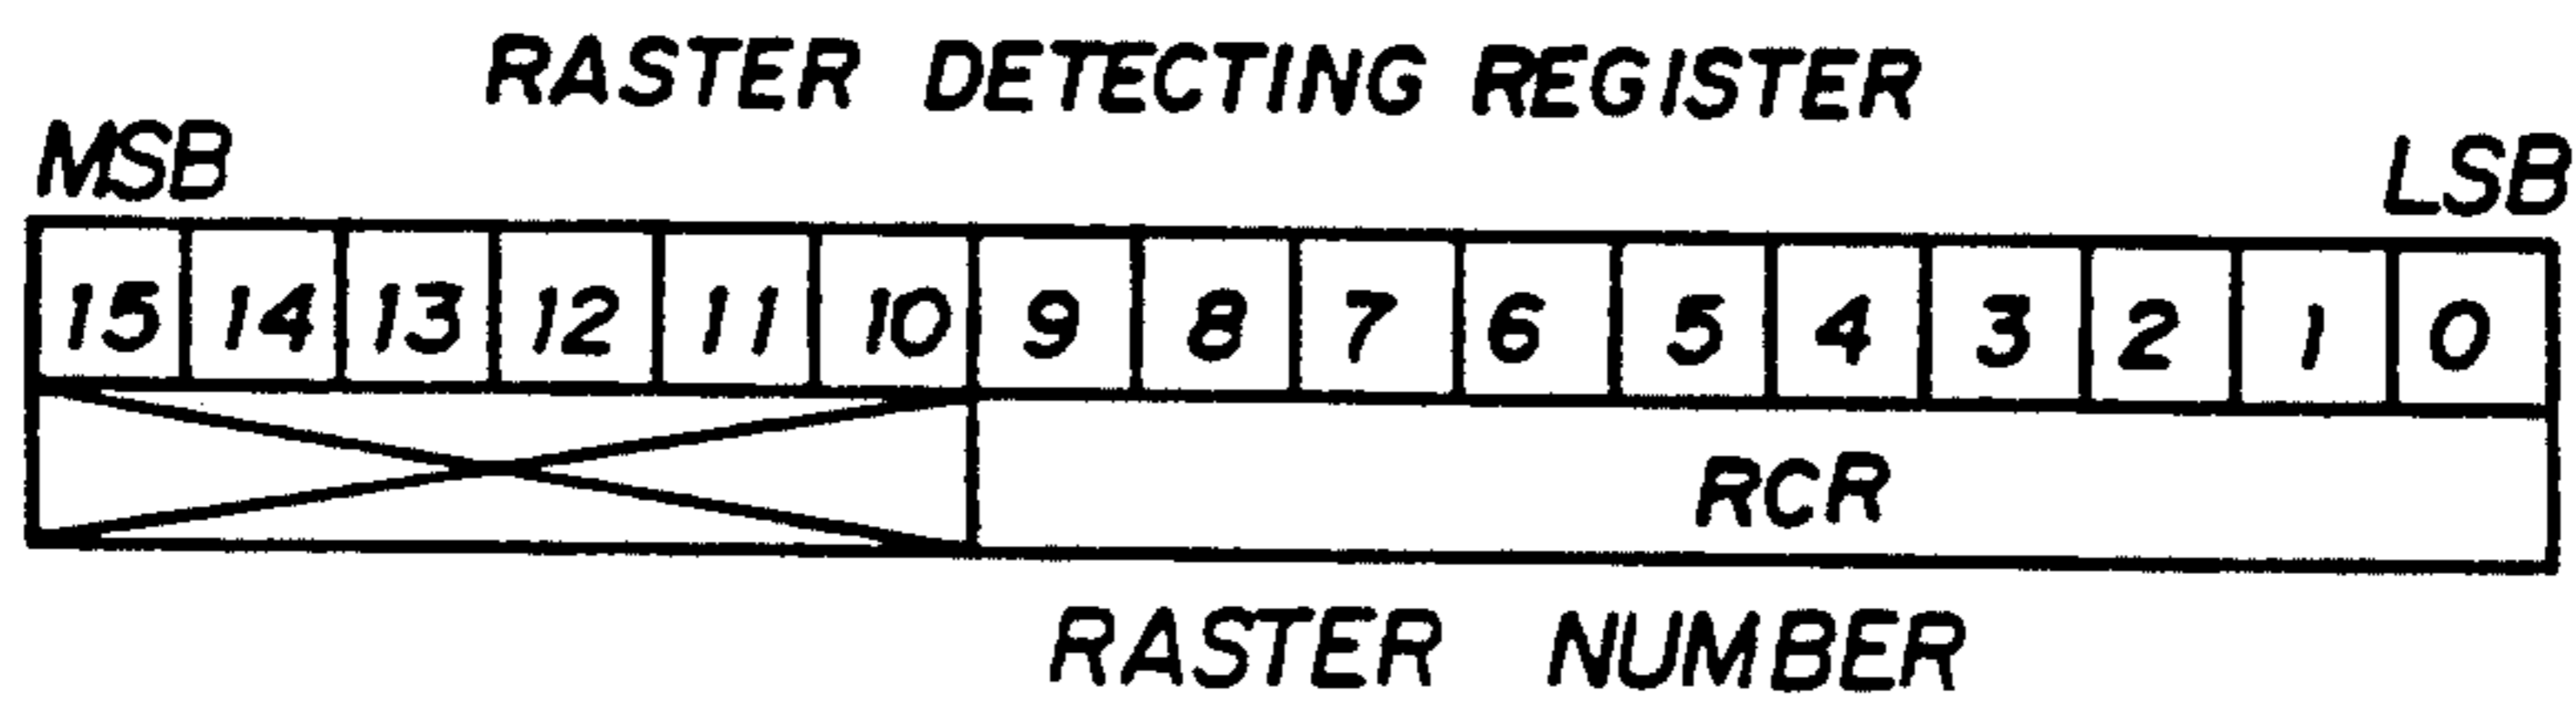 RASTER DETECTING REGISTER
MSB LSB
15 14 13 12 11 10 9 8 7 6 5 4 3 2 1 0
RCR
RASTER NUMBER